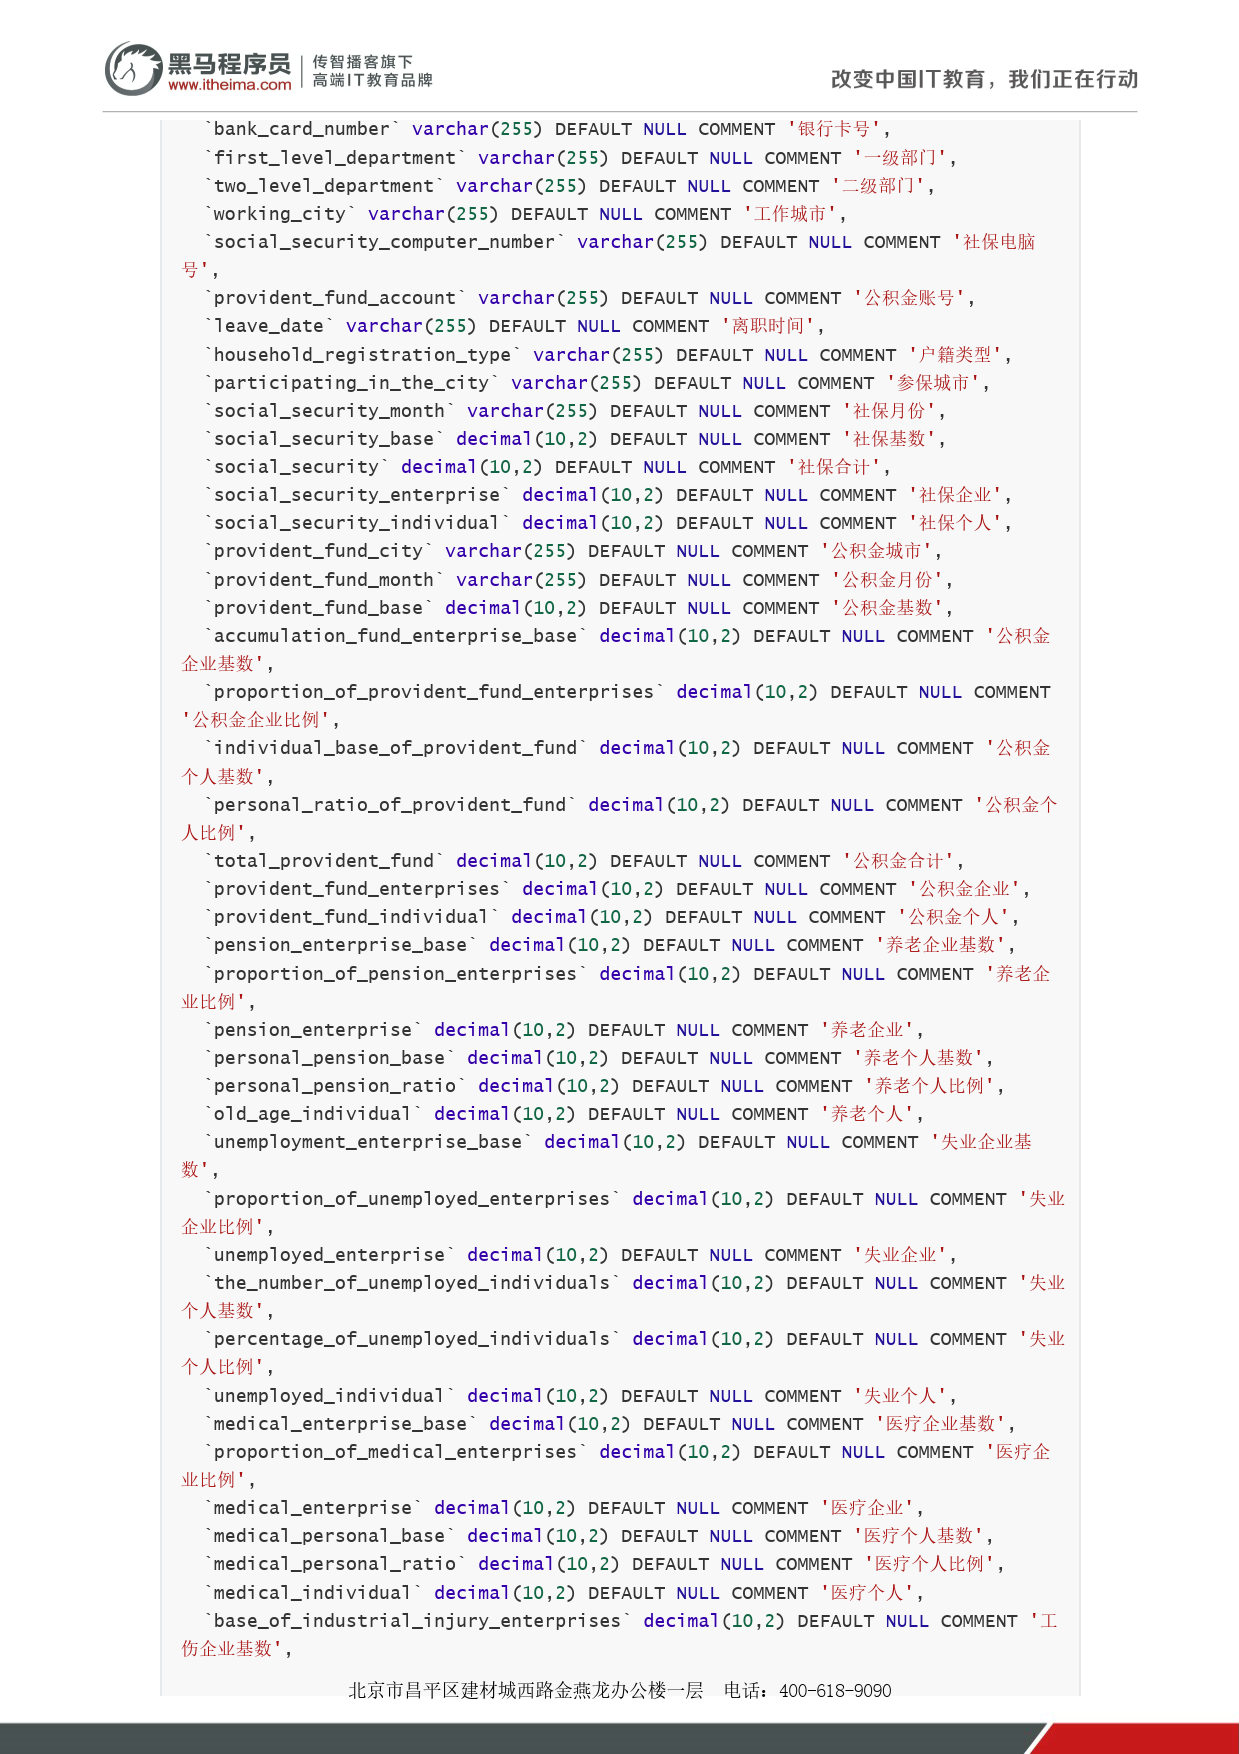 黑马程序员
www.itheima.com
传智播客旗下
高端IT教育品牌
改变中国IT教育，我们正在行动
`bank_card_number` varchar(255) DEFAULT NULL COMMENT '银行卡号',
`first_level_department` varchar(255) DEFAULT NULL COMMENT '一级部门',
`two_level_department` varchar(255) DEFAULT NULL COMMENT '二级部门',
`working_city` varchar(255) DEFAULT NULL COMMENT '工作城市',
`social_security_computer_number` varchar(255) DEFAULT NULL COMMENT '社保电脑
号',
`provident_fund_account` varchar(255) DEFAULT NULL COMMENT '公积金账号',
`leave_date` varchar(255) DEFAULT NULL COMMENT '离职时间',
`household_registration_type` varchar(255) DEFAULT NULL COMMENT '户籍类型',
`participating_in_the_city` varchar(255) DEFAULT NULL COMMENT '参保城市',
`social_security_month` varchar(255) DEFAULT NULL COMMENT '社保月份',
`social_security_base` decimal(10,2) DEFAULT NULL COMMENT '社保基数',
`social_security` decimal(10,2) DEFAULT NULL COMMENT '社保合计',
`social_security_enterprise` decimal(10,2) DEFAULT NULL COMMENT '社保企业',
`social_security_individual` decimal(10,2) DEFAULT NULL COMMENT '社保个人',
`provident_fund_city` varchar(255) DEFAULT NULL COMMENT '公积金城市',
`provident_fund_month` varchar(255) DEFAULT NULL COMMENT '公积金月份',
`provident_fund_base` decimal(10,2) DEFAULT NULL COMMENT '公积金基数',
`accumulation_fund_enterprise_base` decimal(10,2) DEFAULT NULL COMMENT '公积金
企业基数',
`proportion_of_provident_fund_enterprises` decimal(10,2) DEFAULT NULL COMMENT
'公积金企业比例',
`individual_base_of_provident_fund` decimal(10,2) DEFAULT NULL COMMENT '公积金
个人基数',
`personal_ratio_of_provident_fund` decimal(10,2) DEFAULT NULL COMMENT '公积金个
人比例',
`total_provident_fund` decimal(10,2) DEFAULT NULL COMMENT '公积金合计',
`provident_fund_enterprises` decimal(10,2) DEFAULT NULL COMMENT '公积金企业',
`provident_fund_individual` decimal(10,2) DEFAULT NULL COMMENT '公积金个人',
`pension_enterprise_base` decimal(10,2) DEFAULT NULL COMMENT '养老企业基数',
`proportion_of_pension_enterprises` decimal(10,2) DEFAULT NULL COMMENT '养老企
业比例',
`pension_enterprise` decimal(10,2) DEFAULT NULL COMMENT '养老企业',
`personal_pension_base` decimal(10,2) DEFAULT NULL COMMENT '养老个人基数',
`personal_pension_ratio` decimal(10,2) DEFAULT NULL COMMENT '养老个人比例',
`old_age_individual` decimal(10,2) DEFAULT NULL COMMENT '养老个人',
`unemployment_enterprise_base` decimal(10,2) DEFAULT NULL COMMENT '失业企业基
数',
`proportion_of_unemployed_enterprises` decimal(10,2) DEFAULT NULL COMMENT '失业
企业比例',
`unemployed_enterprise` decimal(10,2) DEFAULT NULL COMMENT '失业企业',
`the_number_of_unemployed_individuals` decimal(10,2) DEFAULT NULL COMMENT '失业
个人基数',
`percentage_of_unemployed_individuals` decimal(10,2) DEFAULT NULL COMMENT '失业
个人比例',
`unemployed_individual` decimal(10,2) DEFAULT NULL COMMENT '失业个人',
`medical_enterprise_base` decimal(10,2) DEFAULT NULL COMMENT '医疗企业基数',
`proportion_of_medical_enterprises` decimal(10,2) DEFAULT NULL COMMENT '医疗企
业比例',
`medical_enterprise` decimal(10,2) DEFAULT NULL COMMENT '医疗企业',
`medical_personal_base` decimal(10,2) DEFAULT NULL COMMENT '医疗个人基数',
`medical_personal_ratio` decimal(10,2) DEFAULT NULL COMMENT '医疗个人比例',
`medical_individual` decimal(10,2) DEFAULT NULL COMMENT '医疗个人',
`base_of_industrial_injury_enterprises` decimal(10,2) DEFAULT NULL COMMENT '工
伤企业基数',
北京市昌平区建材城西路金燕龙办公楼一层 电话：400-618-9090